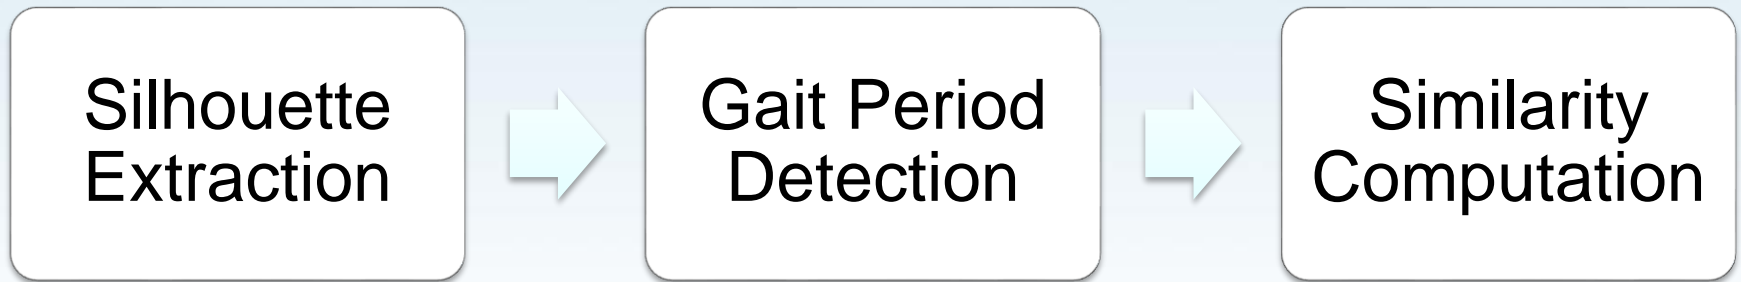 Silhouette
Extraction
Gait Period
Detection
Similarity
Computation